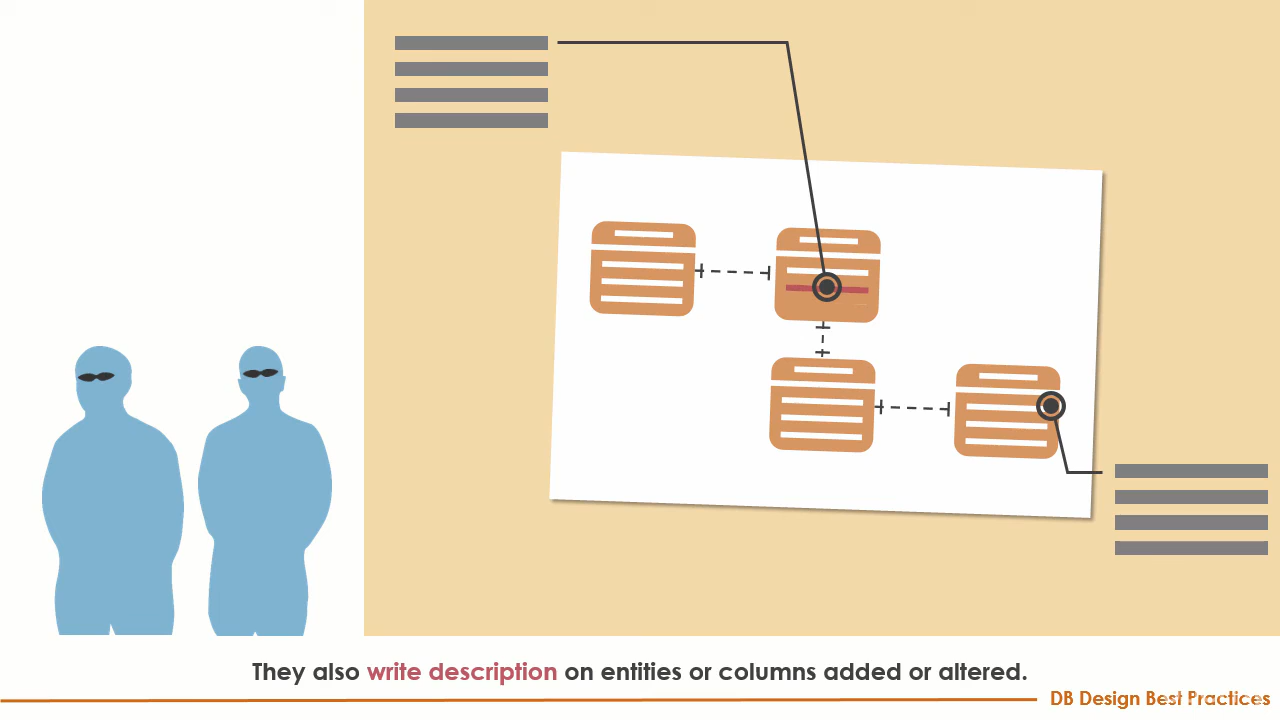 They also write description on entities or columns added or altered.
DB Design Best Practices